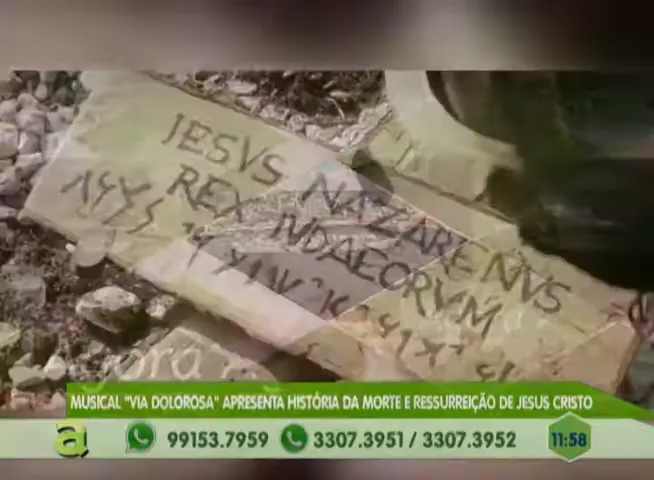 JESVS NAZARENVS
REX IVDAEORVM
agora
MUSICAL "VIA DOLOROSA" APRESENTA HISTÓRIA DA MORTE E RESSURREIÇÃO DE JESUS CRISTO
a 99153.7959 3307.3951 / 3307.3952 11:58